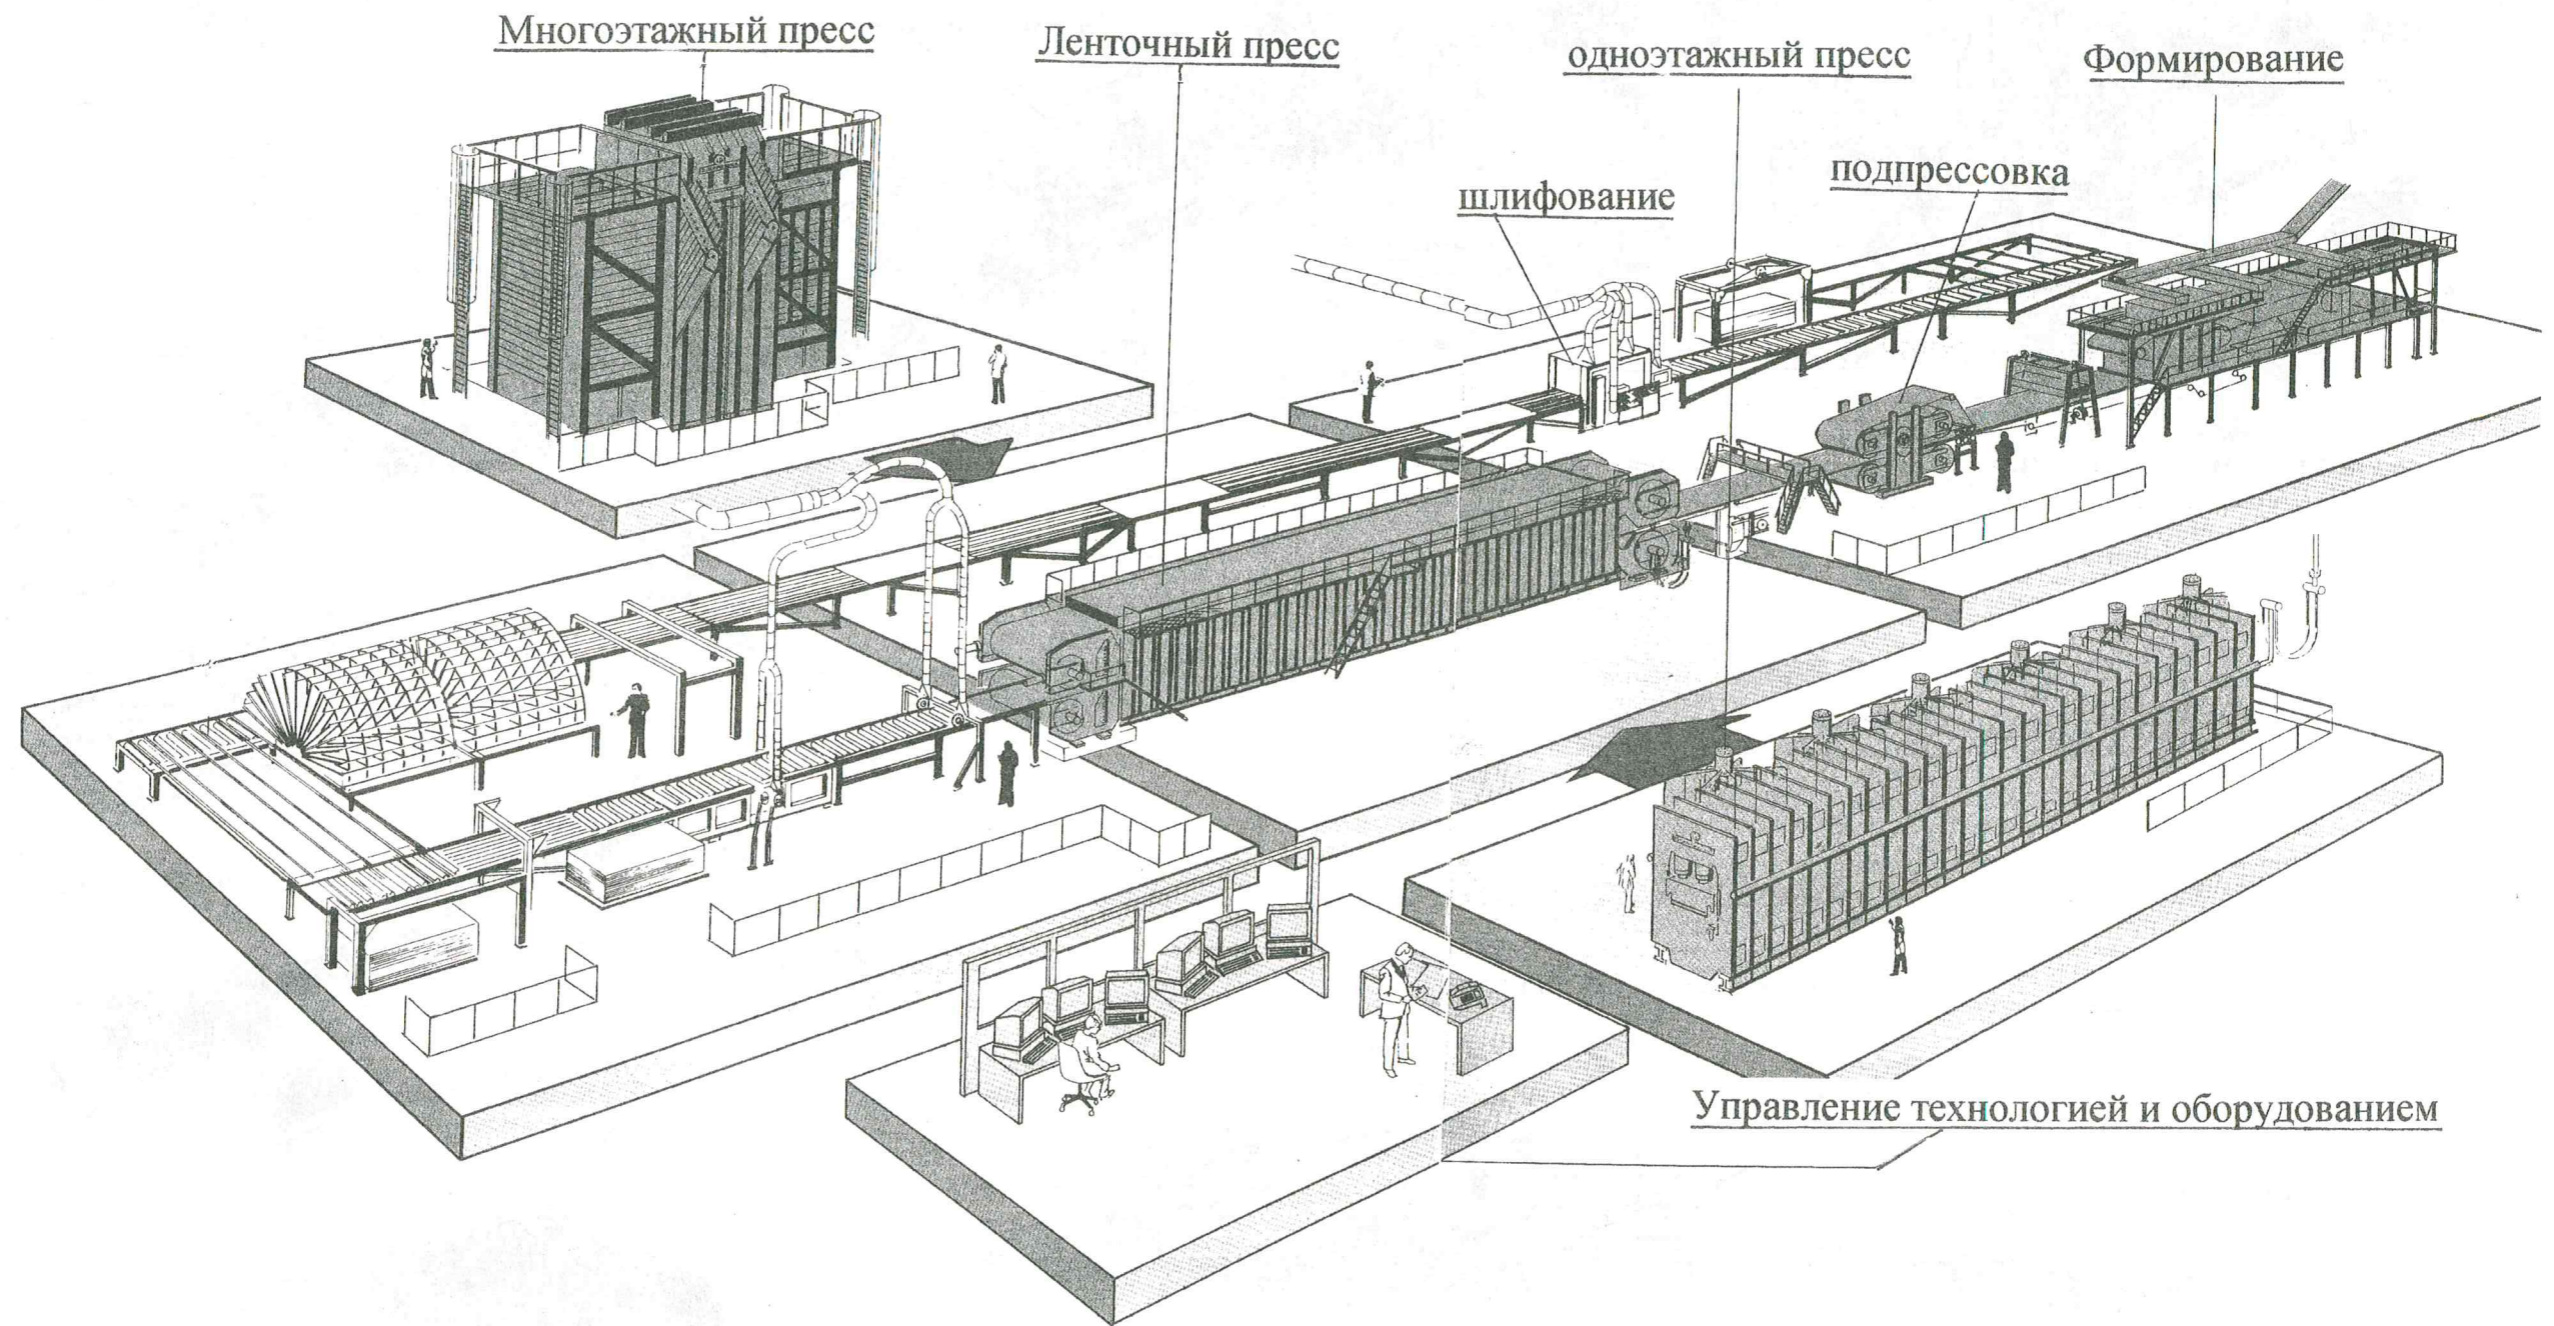 Многоэтажный пресс
Ленточный пресс
одноэтажный пресс
Формирование
подпрессовка
шлифование
Управление технологией и оборудованием